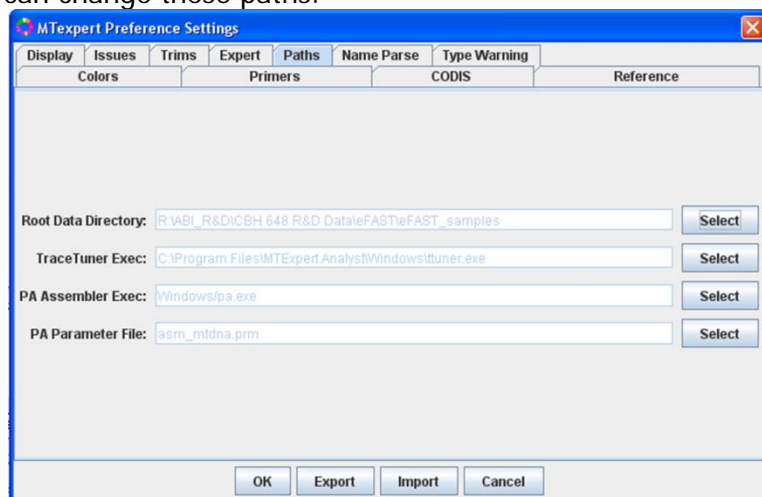 can change these paths.
MTexpert Preference Settings
Display Issues Trims Expert Paths Name Parse Type Warning
Colors Primers CODIS Reference
Root Data Directory: R:\ABI_R&D\CBH 648 R&D Data\eFAST\eFAST_samples Select
TraceTuner Exec: C:\Program Files\MTExpert Analyst\Windows\ttuner.exe Select
PA Assembler Exec: Windows/pa.exe Select
PA Parameter File: asm_mtdna.prm Select
OK Export Import Cancel